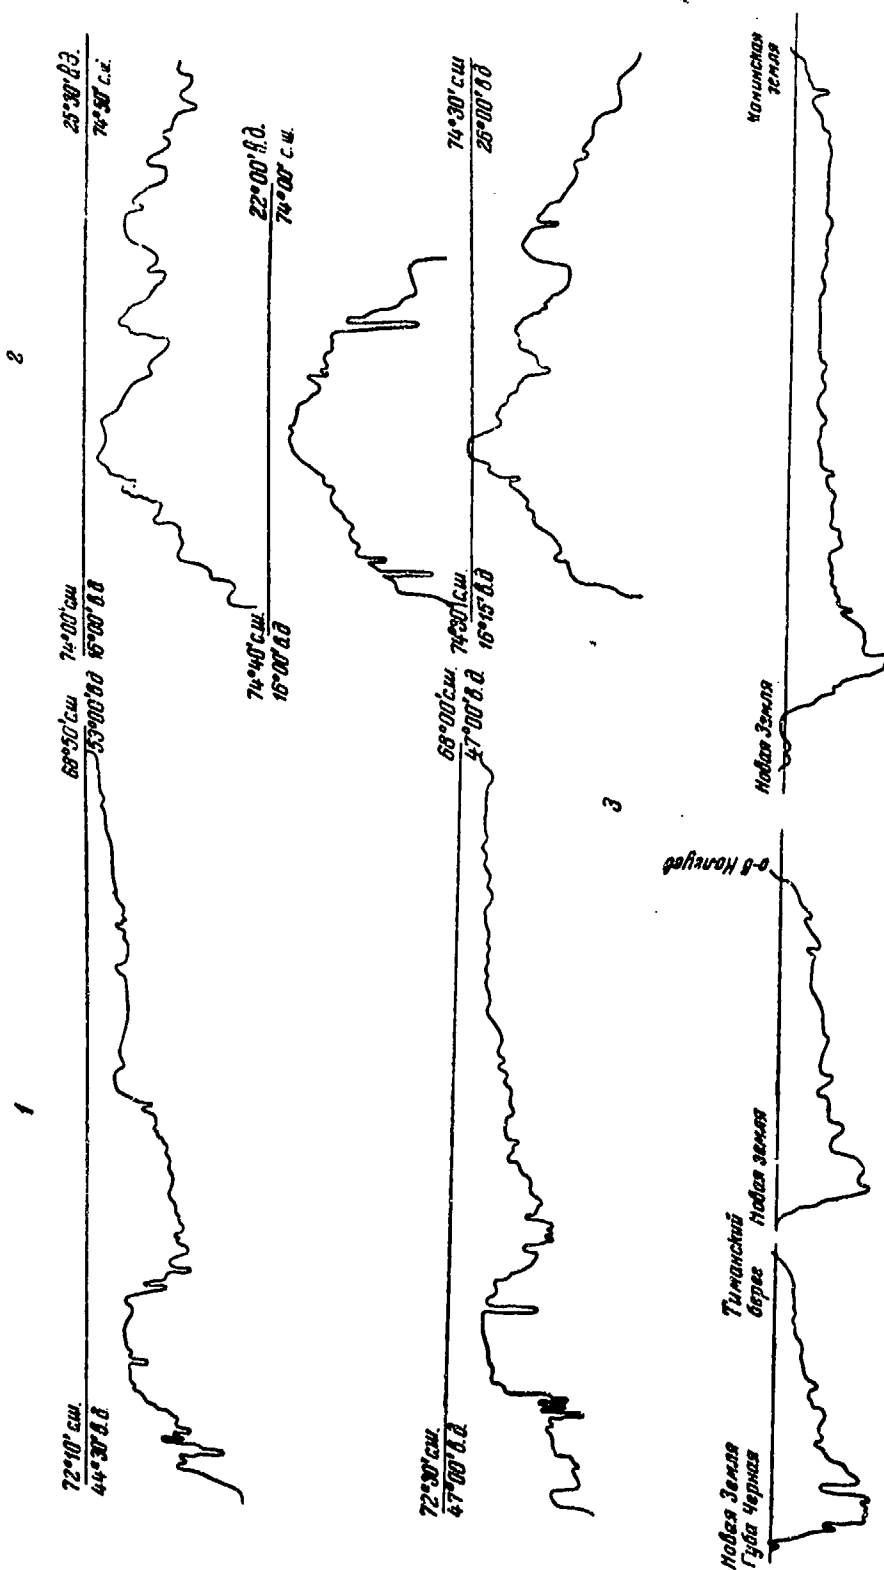 1
72°10' с.ш.
44°30' в.д.
68°50' с.ш.
53°00' в.д
72°30' с.ш.
47°00' в.д.
68°00' с.ш.
47°00' в.д.
2
74°00' с.ш
16°00' в.д
25°30' в.д.
74°50' с.ш.
74°40' с.ш.
16°00' в.д
22°00' в.д.
74°00' с.ш.
74°30' с.ш.
16°15' в.д
74°30' с.ш
26°00' в.д
3
Новая Земля
Губа Черная
Тиманский
берег
Новая земля
о-в Колгуев
Новая Земля
Канинская
земля